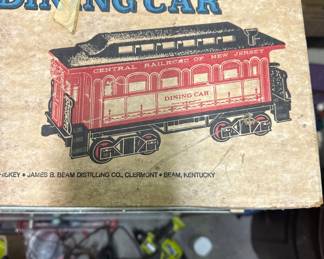 DINING CAR
CENTRAL RAILROAD OF NEW JERSEY
DINING CAR
• JAMES B. BEAM DISTILLING CO., CLERMONT • BEAM, KENTUCKY